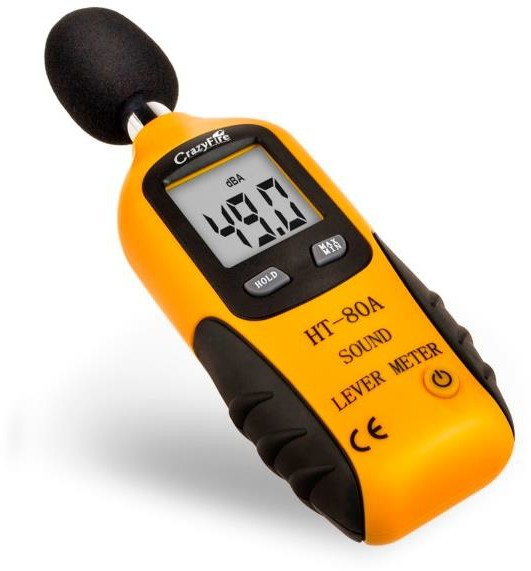 CrazyFire
dBA
49.0
HOLD
MAX
MIN
HT-80A
SOUND
LEVER METER
CE